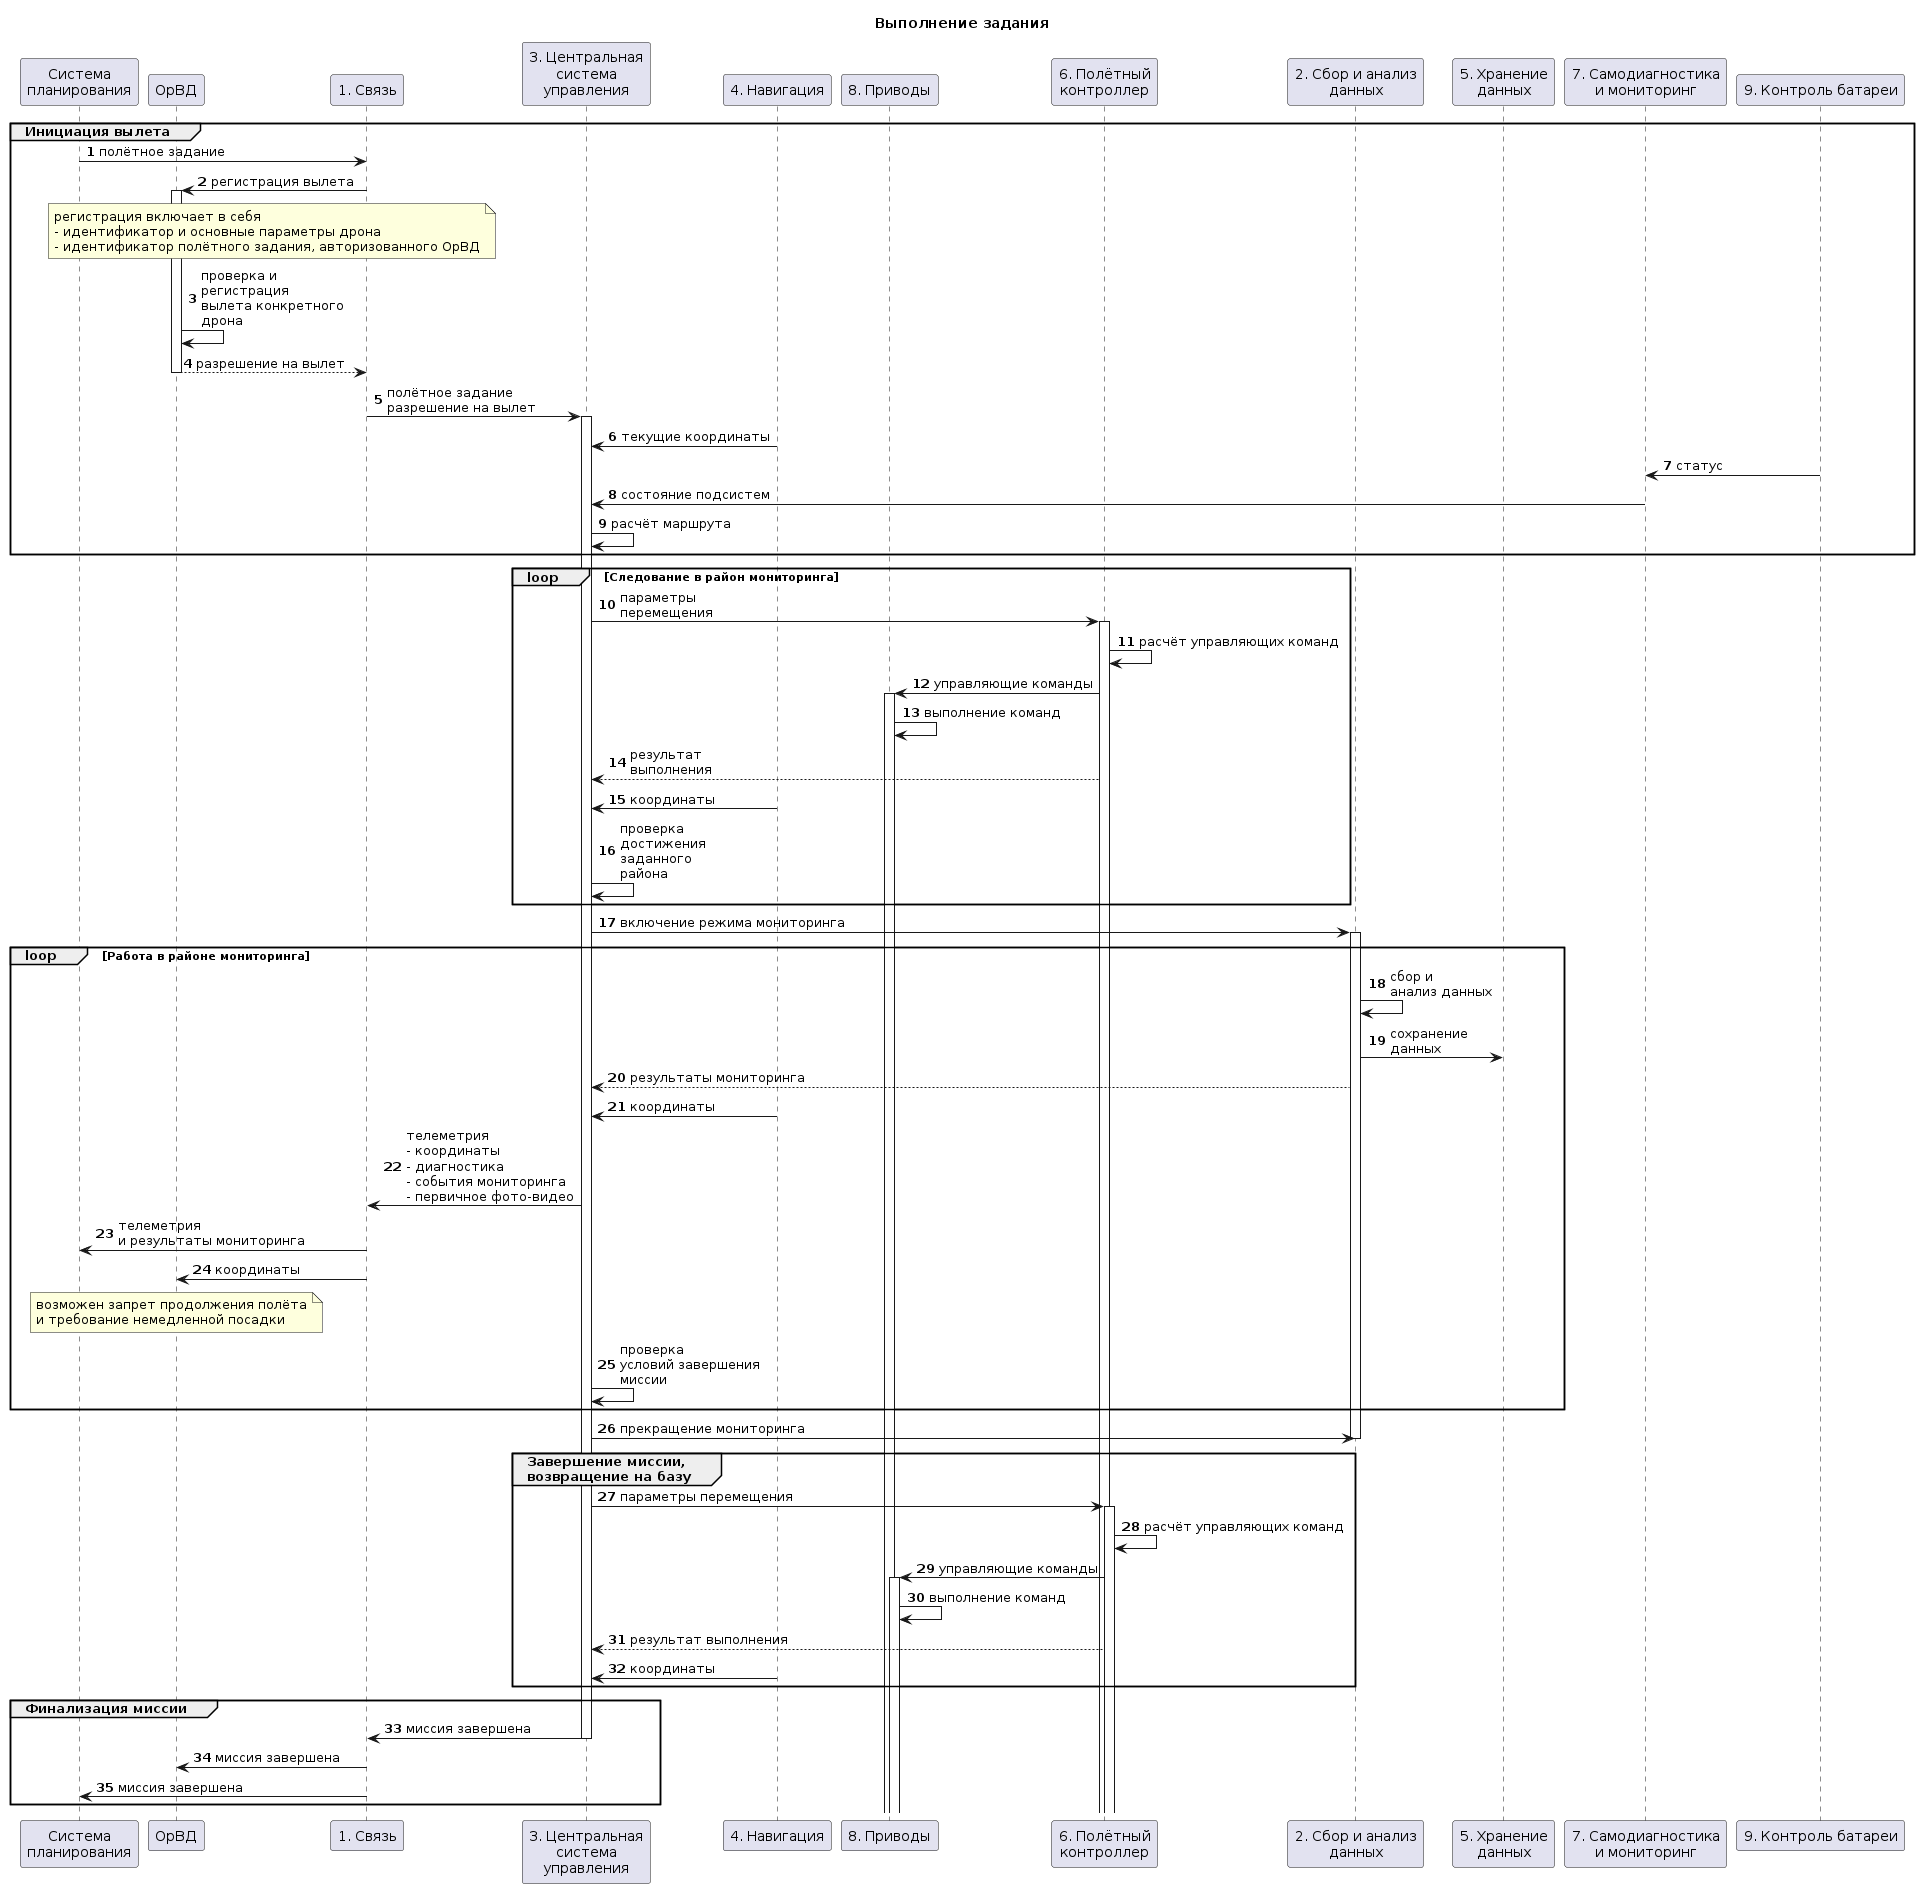 Выполнение задания
Система
планирования
ОрВД
1. Связь
3. Центральная
система
управления
4. Навигация
8. Приводы
6. Полётный
контроллер
2. Сбор и анализ
данных
5. Хранение
данных
7. Самодиагностика
и мониторинг
9. Контроль батареи
Инициация вылета
1 полётное задание
2 регистрация вылета
регистрация включает в себя
- идентификатор и основные параметры дрона
- идентификатор полётного задания, авторизованного ОрВД
3 проверка и
регистрация
вылета конкретного
дрона
4 разрешение на вылет
5 полётное задание
разрешение на вылет
6 текущие координаты
7 статус
8 состояние подсистем
9 расчёт маршрута
loop [Следование в район мониторинга]
10 параметры
перемещения
11 расчёт управляющих команд
12 управляющие команды
13 выполнение команд
14 результат
выполнения
15 координаты
16 проверка
достижения
заданного
района
17 включение режима мониторинга
loop [Работа в районе мониторинга]
18 сбор и
анализ данных
19 сохранение
данных
20 результаты мониторинга
21 координаты
22 телеметрия
- координаты
- диагностика
- события мониторинга
- первичное фото-видео
23 телеметрия
и результаты мониторинга
24 координаты
возможен запрет продолжения полёта
и требование немедленной посадки
25 проверка
условий завершения
миссии
26 прекращение мониторинга
Завершение миссии,
возвращение на базу
27 параметры перемещения
28 расчёт управляющих команд
29 управляющие команды
30 выполнение команд
31 результат выполнения
32 координаты
Финализация миссии
33 миссия завершена
34 миссия завершена
35 миссия завершена
Система
планирования
ОрВД
1. Связь
3. Центральная
система
управления
4. Навигация
8. Приводы
6. Полётный
контроллер
2. Сбор и анализ
данных
5. Хранение
данных
7. Самодиагностика
и мониторинг
9. Контроль батареи